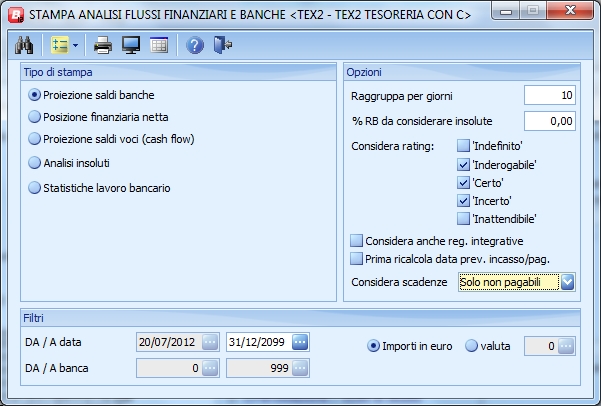 STAMPA ANALISI FLUSSI FINANZIARI E BANCHE <TEX2 - TEX2 TESORERIA CON C>
Tipo di stampa
Proiezione saldi banche
Posizione finanziaria netta
Proiezione saldi voci (cash flow)
Analisi insoluti
Statistiche lavoro bancario
Opzioni
Raggruppa per giorni 10
% RB da considerare insolute 0,00
Considera rating: 'Indefinito'
'Inderogabile'
'Certo'
'Incerto'
'Inattendibile'
Considera anche reg. integrative
Prima ricalcola data prev. incasso/pag.
Considera scadenze Solo non pagabili
Filtri
DA / A data 20/07/2012 ... 31/12/2099 ... Importi in euro valuta 0 ...
DA / A banca 0 ... 999 ...